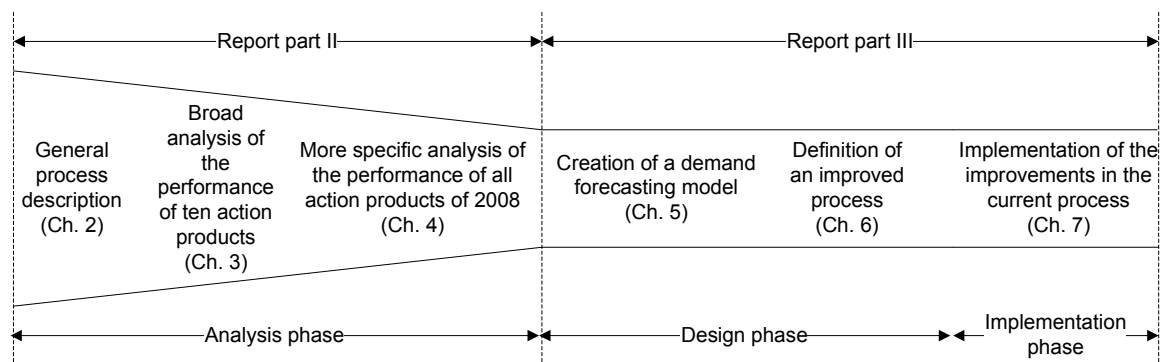 Report part II
Report part III
General
process
description
(Ch. 2)
Broad
analysis of
the
performance
of ten action
products
(Ch. 3)
More specific analysis of
the performance of all
action products of 2008
(Ch. 4)
Creation of a demand
forecasting model
(Ch. 5)
Definition of
an improved
process
(Ch. 6)
Implementation of the
improvements in the
current process
(Ch. 7)
Analysis phase
Design phase
Implementation
phase